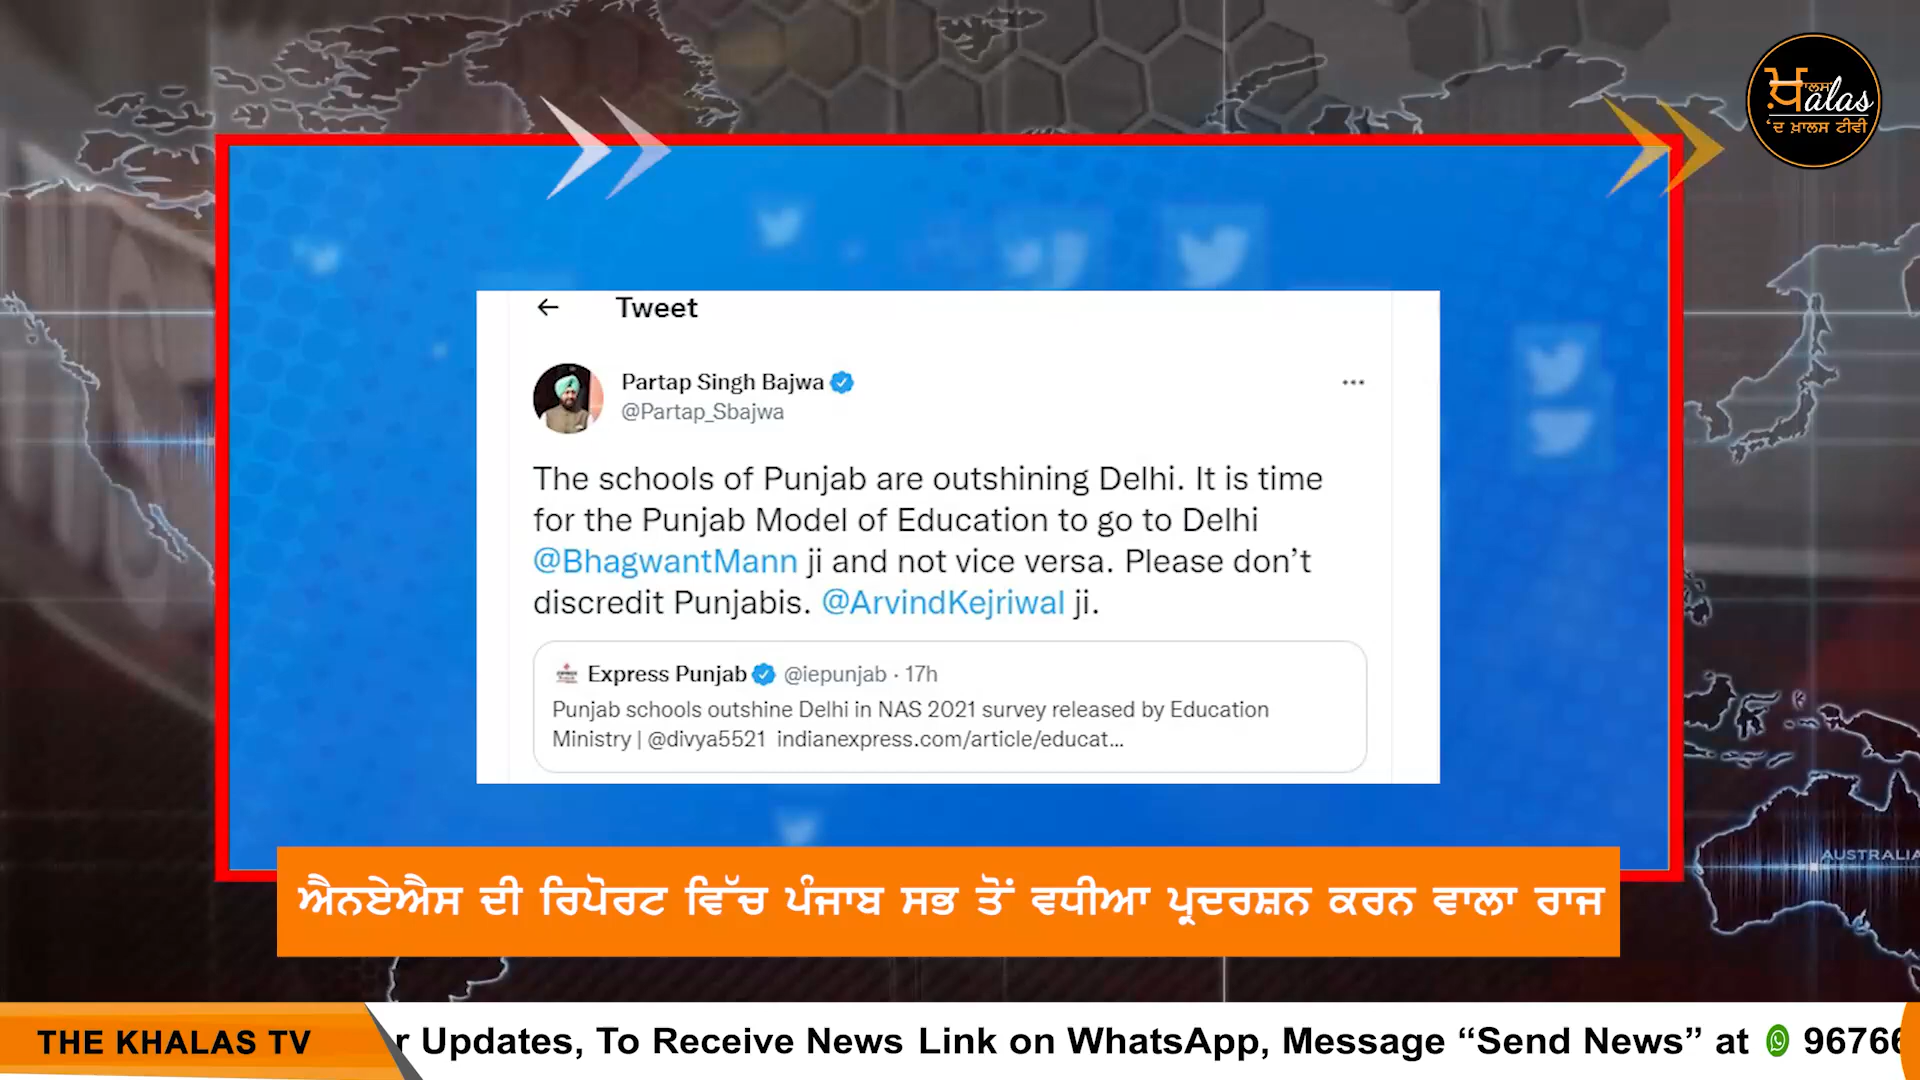 ਖ਼ਾਲਸ
alas
'ਦ ਖ਼ਾਲਸ ਟੀਵੀ
Tweet
Partap Singh Bajwa
@Partap_Sbajwa
The schools of Punjab are outshining Delhi. It is time
for the Punjab Model of Education to go to Delhi
@BhagwantMann ji and not vice versa. Please don’t
discredit Punjabis. @ArvindKejriwal ji.
Express Punjab @iepunjab · 17h
Punjab schools outshine Delhi in NAS 2021 survey released by Education
Ministry | @divya5521 indianexpress.com/article/educat...
AUSTRALIA
ਐਨਏਐਸ ਦੀ ਰਿਪੋਰਟ ਵਿੱਚ ਪੰਜਾਬ ਸਭ ਤੋਂ ਵਧੀਆ ਪ੍ਰਦਰਸ਼ਨ ਕਰਨ ਵਾਲਾ ਰਾਜ
THE KHALAS TV r Updates, To Receive News Link on WhatsApp, Message “Send News” at 96766